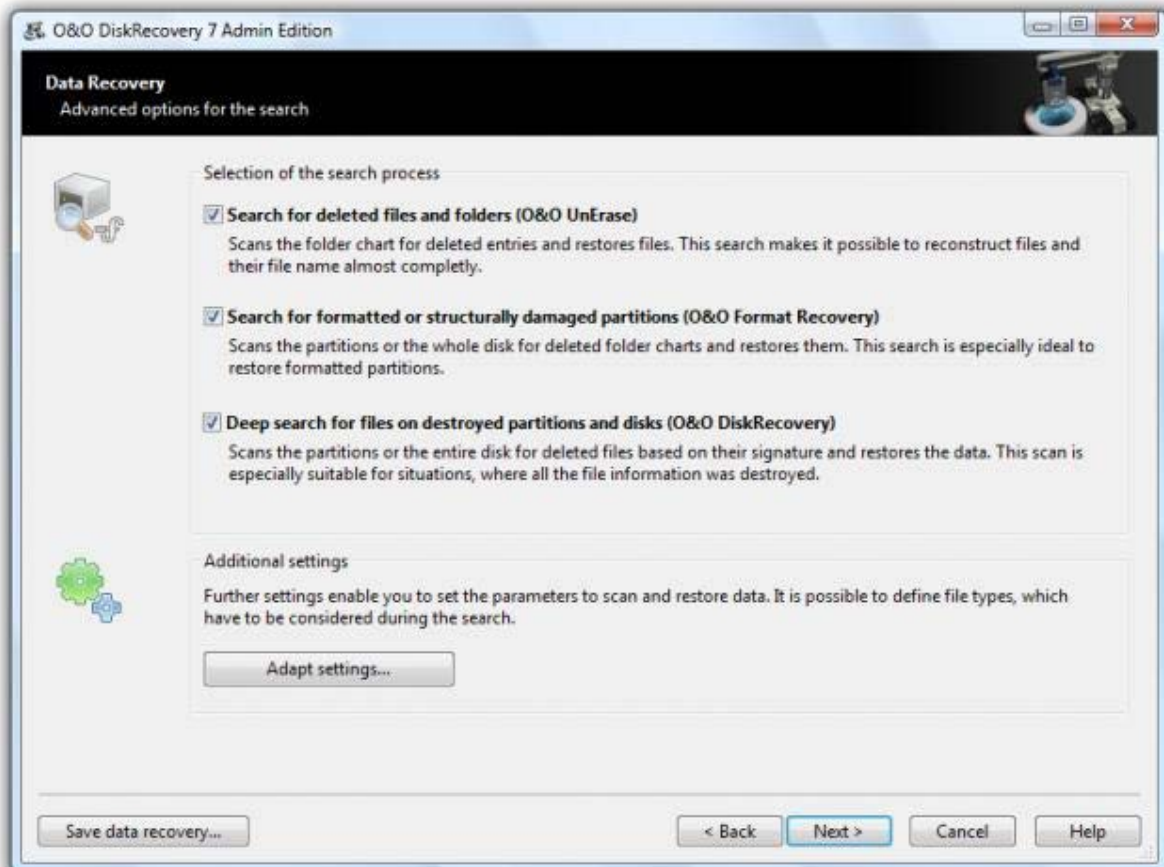 O&O DiskRecovery 7 Admin Edition
Data Recovery
Advanced options for the search
Selection of the search process
Search for deleted files and folders (O&O UnErase)
Scans the folder chart for deleted entries and restores files. This search makes it possible to reconstruct files and
their file name almost completly.
Search for formatted or structurally damaged partitions (O&O Format Recovery)
Scans the partitions or the whole disk for deleted folder charts and restores them. This search is especially ideal to
restore formatted partitions.
Deep search for files on destroyed partitions and disks (O&O DiskRecovery)
Scans the partitions or the entire disk for deleted files based on their signature and restores the data. This scan is
especially suitable for situations, where all the file information was destroyed.
Additional settings
Further settings enable you to set the parameters to scan and restore data. It is possible to define file types, which
have to be considered during the search.
Adapt settings...
Save data recovery...
< Back
Next >
Cancel
Help